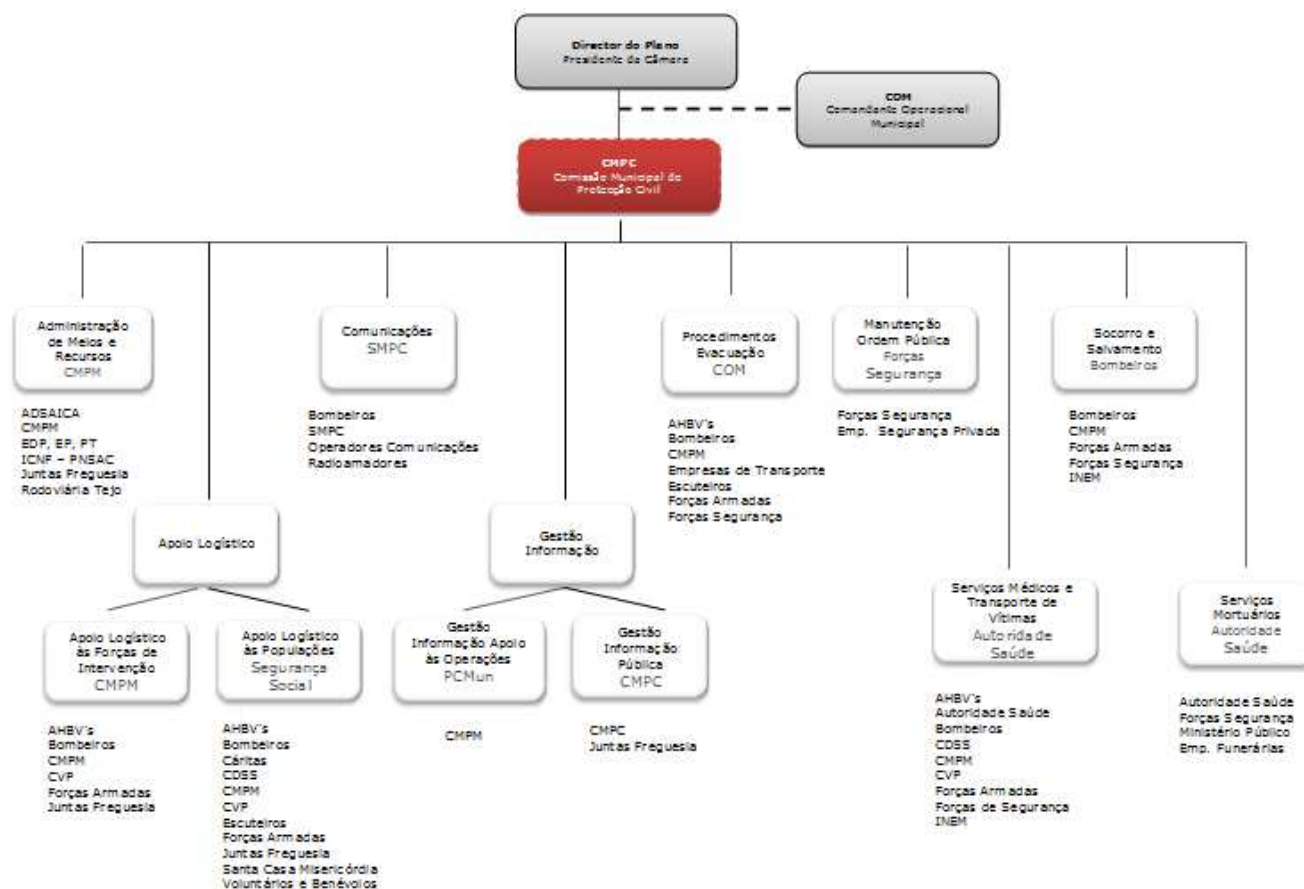 Director do Plano
Presidente da Câmara
COM
Comandante Operacional
Municipal
CMPC
Comissão Municipal de
Protecção Civil
Administração
de Meios e
Recursos
CMPM
ADSAICA
CMPM
EDP, EP, PT
ICNF – PNSAC
Juntas Freguesia
Rodoviária Tejo
Comunicações
SMPC
Bombeiros
SMPC
Operadores Comunicações
Radioamadores
Procedimentos
Evacuação
COM
AHBV's
Bombeiros
CMPM
Empresas de Transporte
Escuteiros
Forças Armadas
Forças Segurança
Manutenção
Ordem Pública
Forças
Segurança
Forças Segurança
Emp. Segurança Privada
Socorro e
Salvamento
Bombeiros
Bombeiros
CMPM
Forças Armadas
Forças Segurança
INEM
Apoio Logístico
Gestão
Informação
Apoio Logístico
às Forças de
Intervenção
CMPM
AHBV's
Bombeiros
CMPM
CVP
Forças Armadas
Juntas Freguesia
Apoio Logístico
às Populações
Segurança
Social
AHBV's
Bombeiros
Cáritas
CDSS
CMPM
CVP
Escuteiros
Forças Armadas
Juntas Freguesia
Santa Casa Misericórdia
Voluntários e Benévolos
Gestão
Informação Apoio
às Operações
PCMun
CMPM
Gestão
Informação
Pública
CMPC
CMPC
Juntas Freguesia
Serviços Médicos e
Transporte de
Vítimas
Autoridade
Saúde
AHBV's
Autoridade Saúde
Bombeiros
CDSS
CMPM
CVP
Forças Armadas
Forças de Segurança
INEM
Serviços
Mortuários
Autoridade
Saúde
Autoridade Saúde
Forças Segurança
Ministério Público
Emp. Funerárias